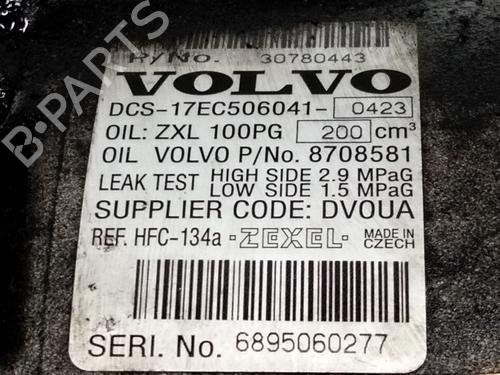 P/No. 30780443
VOLVO
DCS-17EC506041- 0423
OIL: ZXL 100PG 200 cm³
OIL VOLVO P/No. 8708581
LEAK TEST HIGH SIDE 2.9 MPaG
LOW SIDE 1.5 MPaG
SUPPLIER CODE: DV0UA
REF. HFC-134a -ZEXEL- MADE IN CZECH
SERI. No. 6895060277
B-PARTS